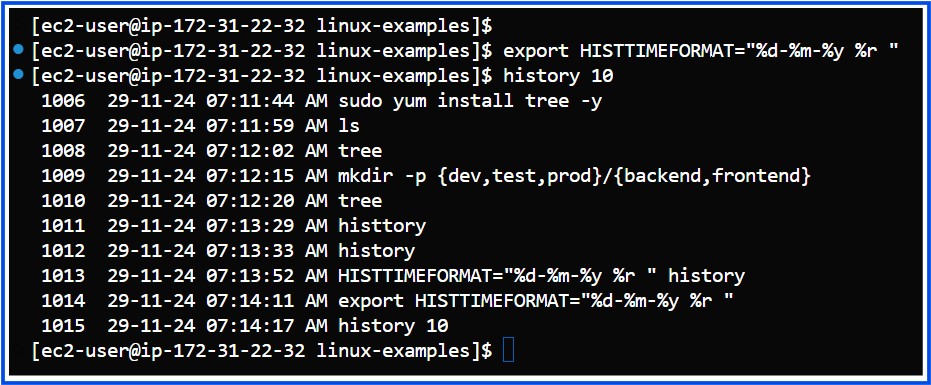 [ec2-user@ip-172-31-22-32 linux-examples]$
[ec2-user@ip-172-31-22-32 linux-examples]$ export HISTTIMEFORMAT="%d-%m-%y %r "
[ec2-user@ip-172-31-22-32 linux-examples]$ history 10
1006  29-11-24 07:11:44 AM sudo yum install tree -y
1007  29-11-24 07:11:59 AM ls
1008  29-11-24 07:12:02 AM tree
1009  29-11-24 07:12:15 AM mkdir -p {dev,test,prod}/{backend,frontend}
1010  29-11-24 07:12:20 AM tree
1011  29-11-24 07:13:29 AM histtory
1012  29-11-24 07:13:33 AM history
1013  29-11-24 07:13:52 AM HISTTIMEFORMAT="%d-%m-%y %r " history
1014  29-11-24 07:14:11 AM export HISTTIMEFORMAT="%d-%m-%y %r "
1015  29-11-24 07:14:17 AM history 10
[ec2-user@ip-172-31-22-32 linux-examples]$